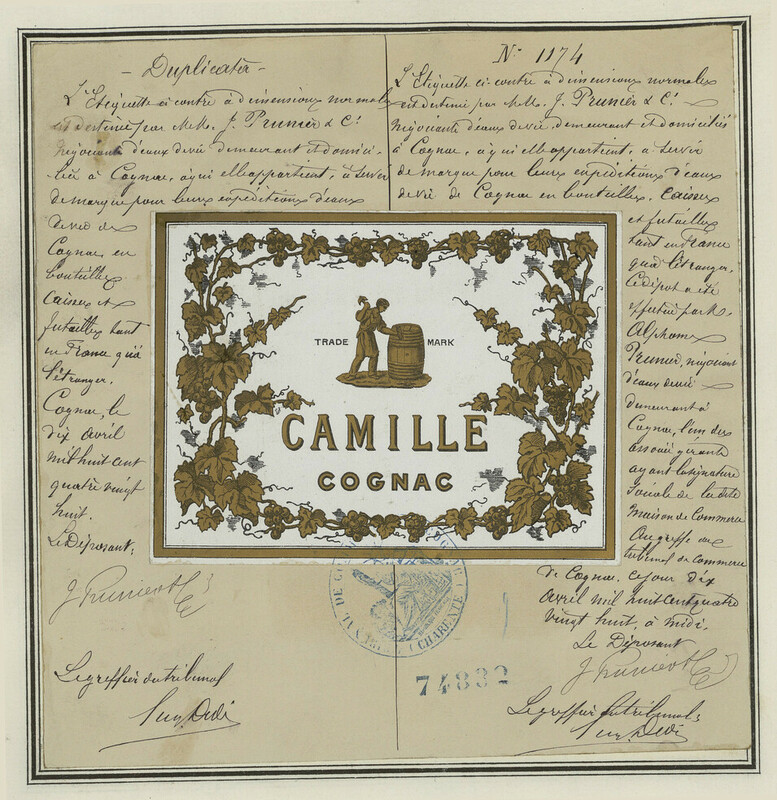 - Duplicata -
L'Etiquette ci-contre à dimensions normales
est destinée par M.M. J. Prunier & Cie
négociants d'eaux de vie demeurant et domici-
liés à Cognac, à qui elle appartient, à servir
de marque pour leurs expéditions d'eaux
de vie de
Cognac, en
bouteilles
caisses et
futailles tant
en France qu'à
l'étranger.
Cognac, le
dix avril
mil huit cent
quatre vingt
huit.
Le Déposant,
J. Prunier & Cie
Le greffier du tribunal
N° 1174
L'Etiquette ci-contre à dimensions normales
est destinée par M.M. J. Prunier & Cie
négociants d'eaux de vie, demeurant et domiciliés
à Cognac, à qui elle appartient, à servir
de marque pour leurs expéditions d'eaux
de vie de Cognac en bouteilles, caisses
et futailles
tant en France
qu'à l'étranger.
Ce dépôt a été
effectué par M.
Alphonse
Prunier, négociant
d'eaux de vie
demeurant à
Cognac, l'un des
associés gérants
ayant la signature
sociale de la dite
maison de commerce
au greffe du
tribunal de commerce
de Cognac, ce jour dix
avril mil huit cent quatre
vingt huit, à midi.
Le Déposant
J. Prunier & Cie
Le greffier du tribunal,
TRADE MARK
CAMILLE
COGNAC
CHARENTE
74832